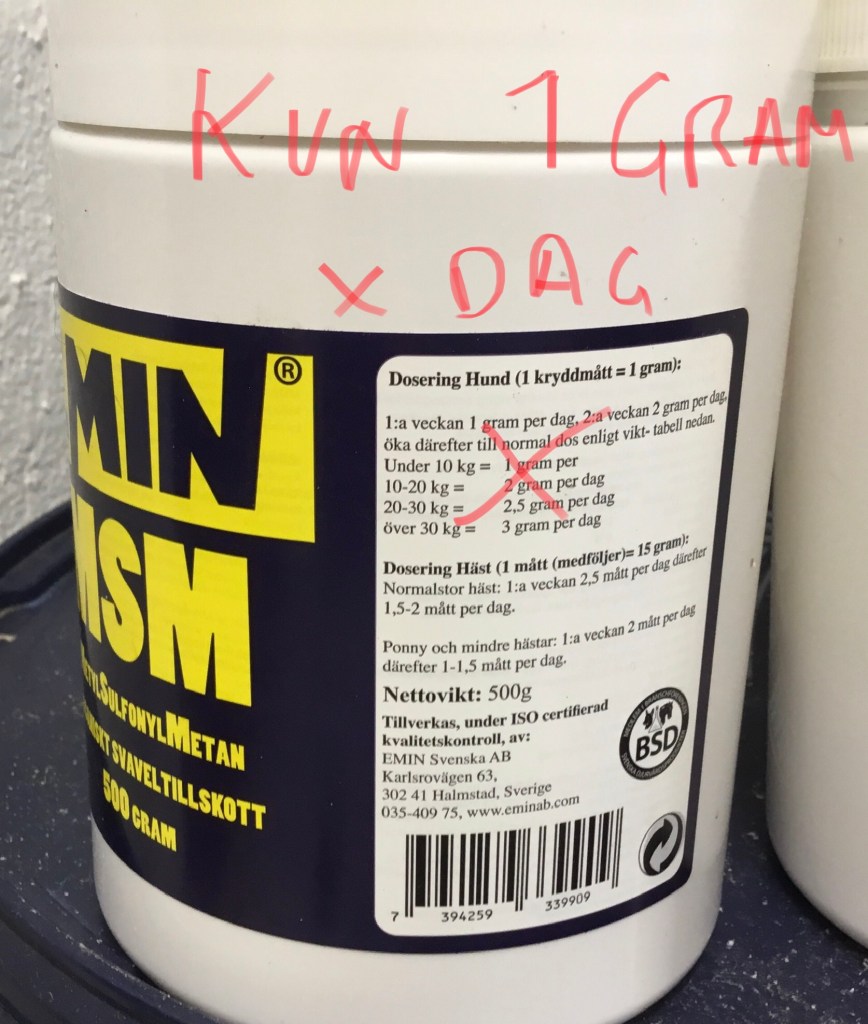 KUN 1 GRAM
X DAG
MIN®
MSM
SULFONYLMETAN
SVAVELTILLSKOTT
500 GRAM
Dosering Hund (1 kryddmått = 1 gram):
1:a veckan 1 gram per dag, 2:a veckan 2 gram per dag,
öka därefter till normal dos enligt vikt- tabell nedan.
Under 10 kg = 1 gram per
10-20 kg = 2 gram per dag
20-30 kg = 2,5 gram per dag
över 30 kg = 3 gram per dag
Dosering Häst (1 mått (medföljer)= 15 gram):
Normalstor häst: 1:a veckan 2,5 mått per dag därefter
1,5-2 mått per dag.
Ponny och mindre hästar: 1:a veckan 2 mått per dag
därefter 1-1,5 mått per dag.
Nettovikt: 500g
Tillverkas, under ISO certifierad
kvalitetskontroll, av:
EMIN Svenska AB
Karlsrovägen 63,
302 41 Halmstad, Sverige
035-409 75, www.eminab.com
BSD
7 394259 339909